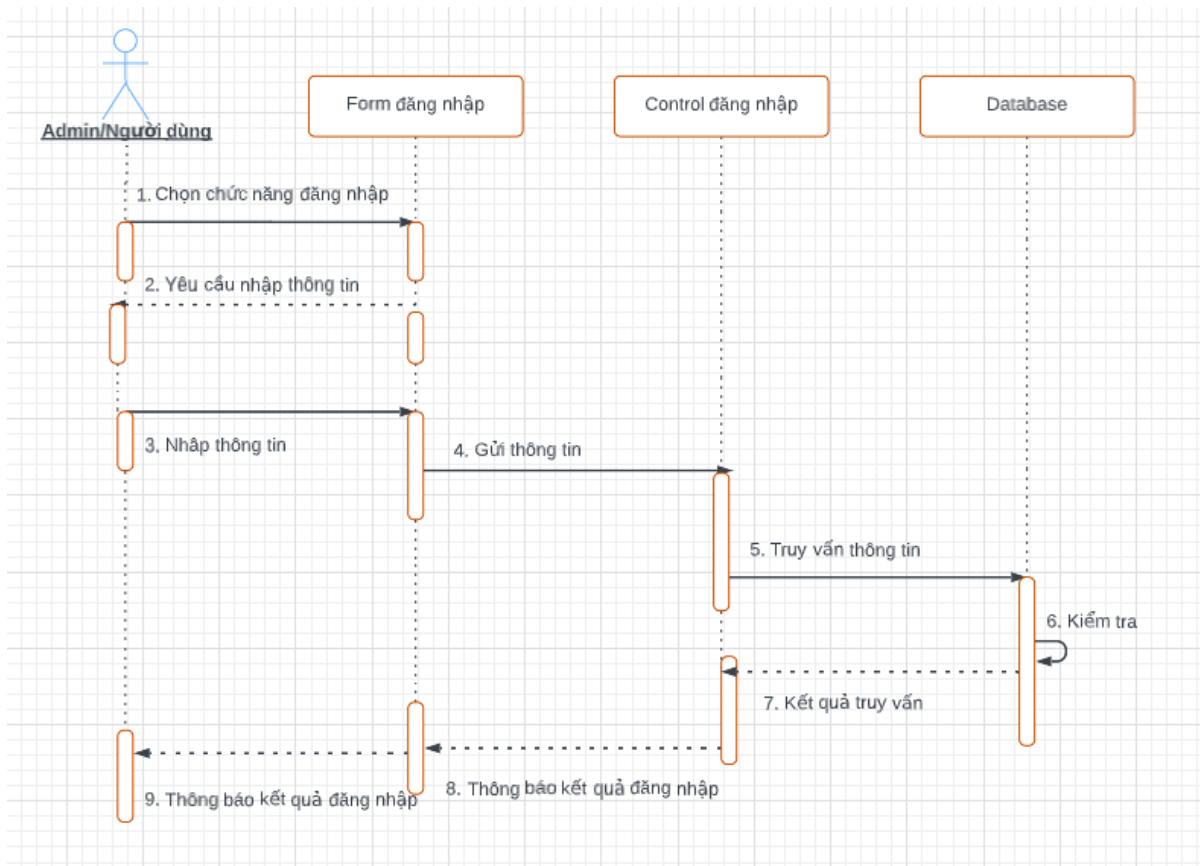 Admin/Người dùng
Form đăng nhập
Control đăng nhập
Database
1. Chọn chức năng đăng nhập
2. Yêu cầu nhập thông tin
3. Nhâp thông tin
4. Gửi thông tin
5. Truy vấn thông tin
6. Kiểm tra
7. Kết quả truy vấn
8. Thông báo kết quả đăng nhập
9. Thông báo kết quả đăng nhập